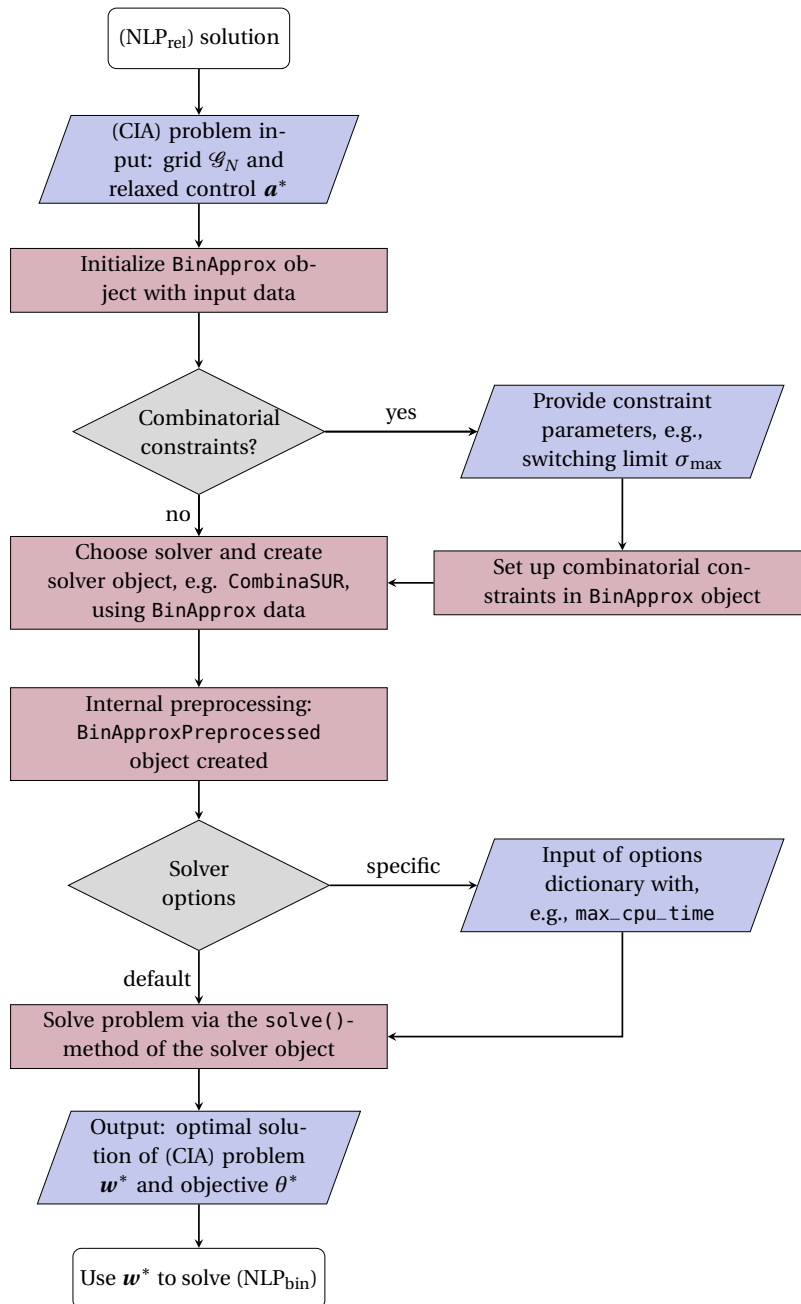 (NLP_rel) solution
(CIA) problem in-
put: grid 𝒢_N and
relaxed control a*
Initialize BinApprox ob-
ject with input data
Combinatorial
constraints?
yes
Provide constraint
parameters, e.g.,
switching limit σ_max
no
Choose solver and create
solver object, e.g. CombinaSUR,
using BinApprox data
Set up combinatorial con-
straints in BinApprox object
Internal preprocessing:
BinApproxPreprocessed
object created
Solver
options
specific
Input of options
dictionary with,
e.g., max_cpu_time
default
Solve problem via the solve()-
method of the solver object
Output: optimal solu-
tion of (CIA) problem
w* and objective θ*
Use w* to solve (NLP_bin)